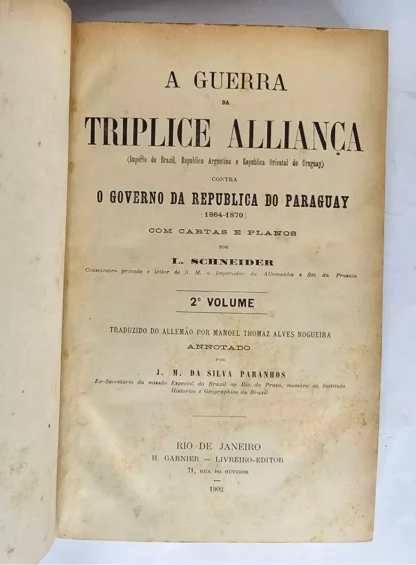 A GUERRA
DA
TRIPLICE ALLIANÇA
(Imperio do Brazil, Republica Argentina e Republica Oriental do Uruguay)
CONTRA
O GOVERNO DA REPUBLICA DO PARAGUAY
(1864-1870)
COM CARTAS E PLANOS
POR
L. SCHNEIDER
Conselheiro privado e leitor de S. M. o Imperador da Allemanha e Rei da Prussia
2º VOLUME
TRADUZIDO DO ALLEMÃO POR MANOEL THOMAZ ALVES NOGUEIRA
ANNOTADO
POR
J. M. DA SILVA PARANHOS
Ex-Secretario da missão Especial do Brazil no Rio da Prata, membro do Instituto
Historico e Geographico do Brazil
RIO DE JANEIRO
H. GARNIER — LIVREIRO-EDITOR
71, RUA DO OUVIDOR
1902